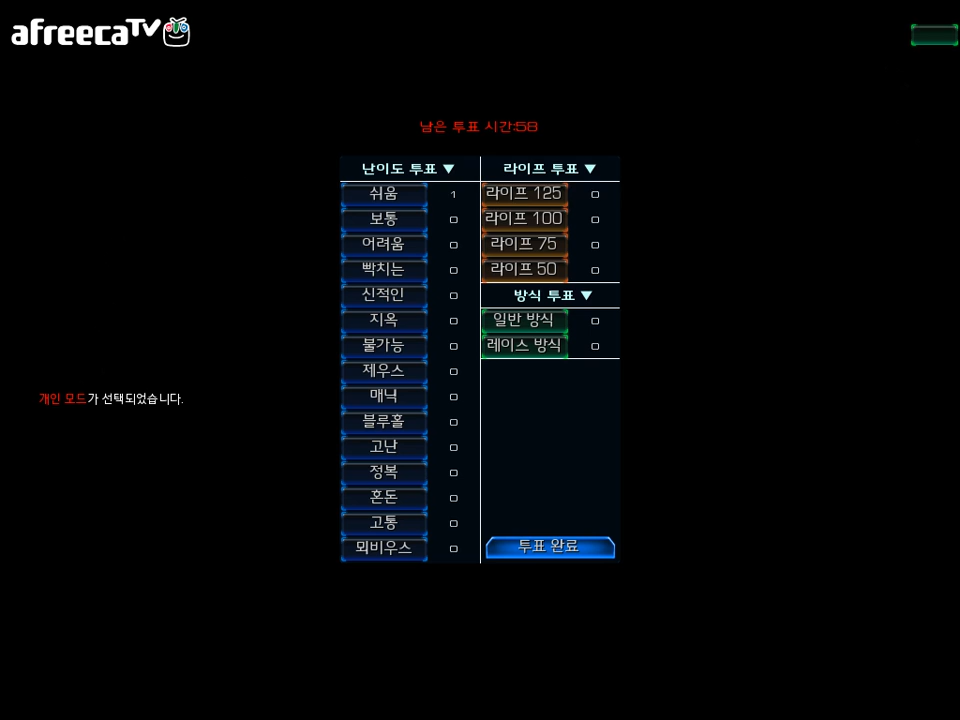 afreecaTV
남은 투표 시간:58
난이도 투표 ▼
쉬움 1
보통 0
어려움 0
빡치는 0
신적인 0
지옥 0
불가능 0
제우스 0
매닉 0
블루홀 0
고난 0
정복 0
혼돈 0
고통 0
뫼비우스 0
라이프 투표 ▼
라이프 125 0
라이프 100 0
라이프 75 0
라이프 50 0
방식 투표 ▼
일반 방식 0
레이스 방식 0
투표 완료
개인 모드가 선택되었습니다.